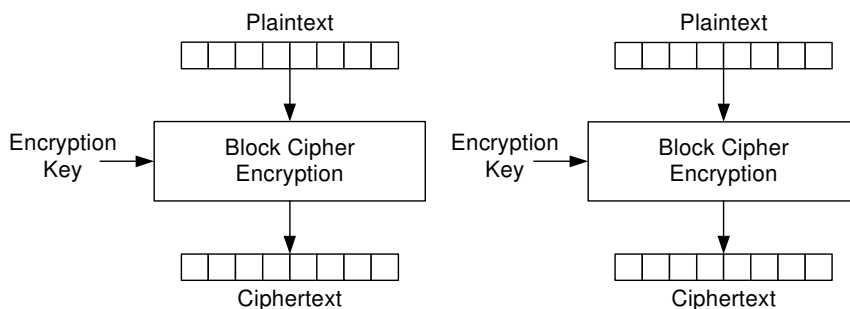 Plaintext
Encryption
Key
Block Cipher
Encryption
Ciphertext
Plaintext
Encryption
Key
Block Cipher
Encryption
Ciphertext